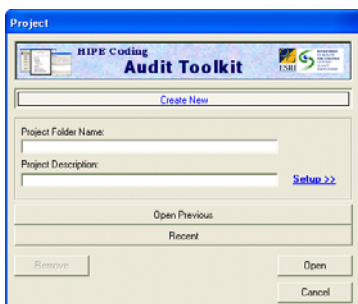 Project
HIPE Coding
Audit Toolkit
ESRI
Create New
Project Folder Name:
Project Description:
Setup >>
Open Previous
Recent
Remove
Open
Cancel